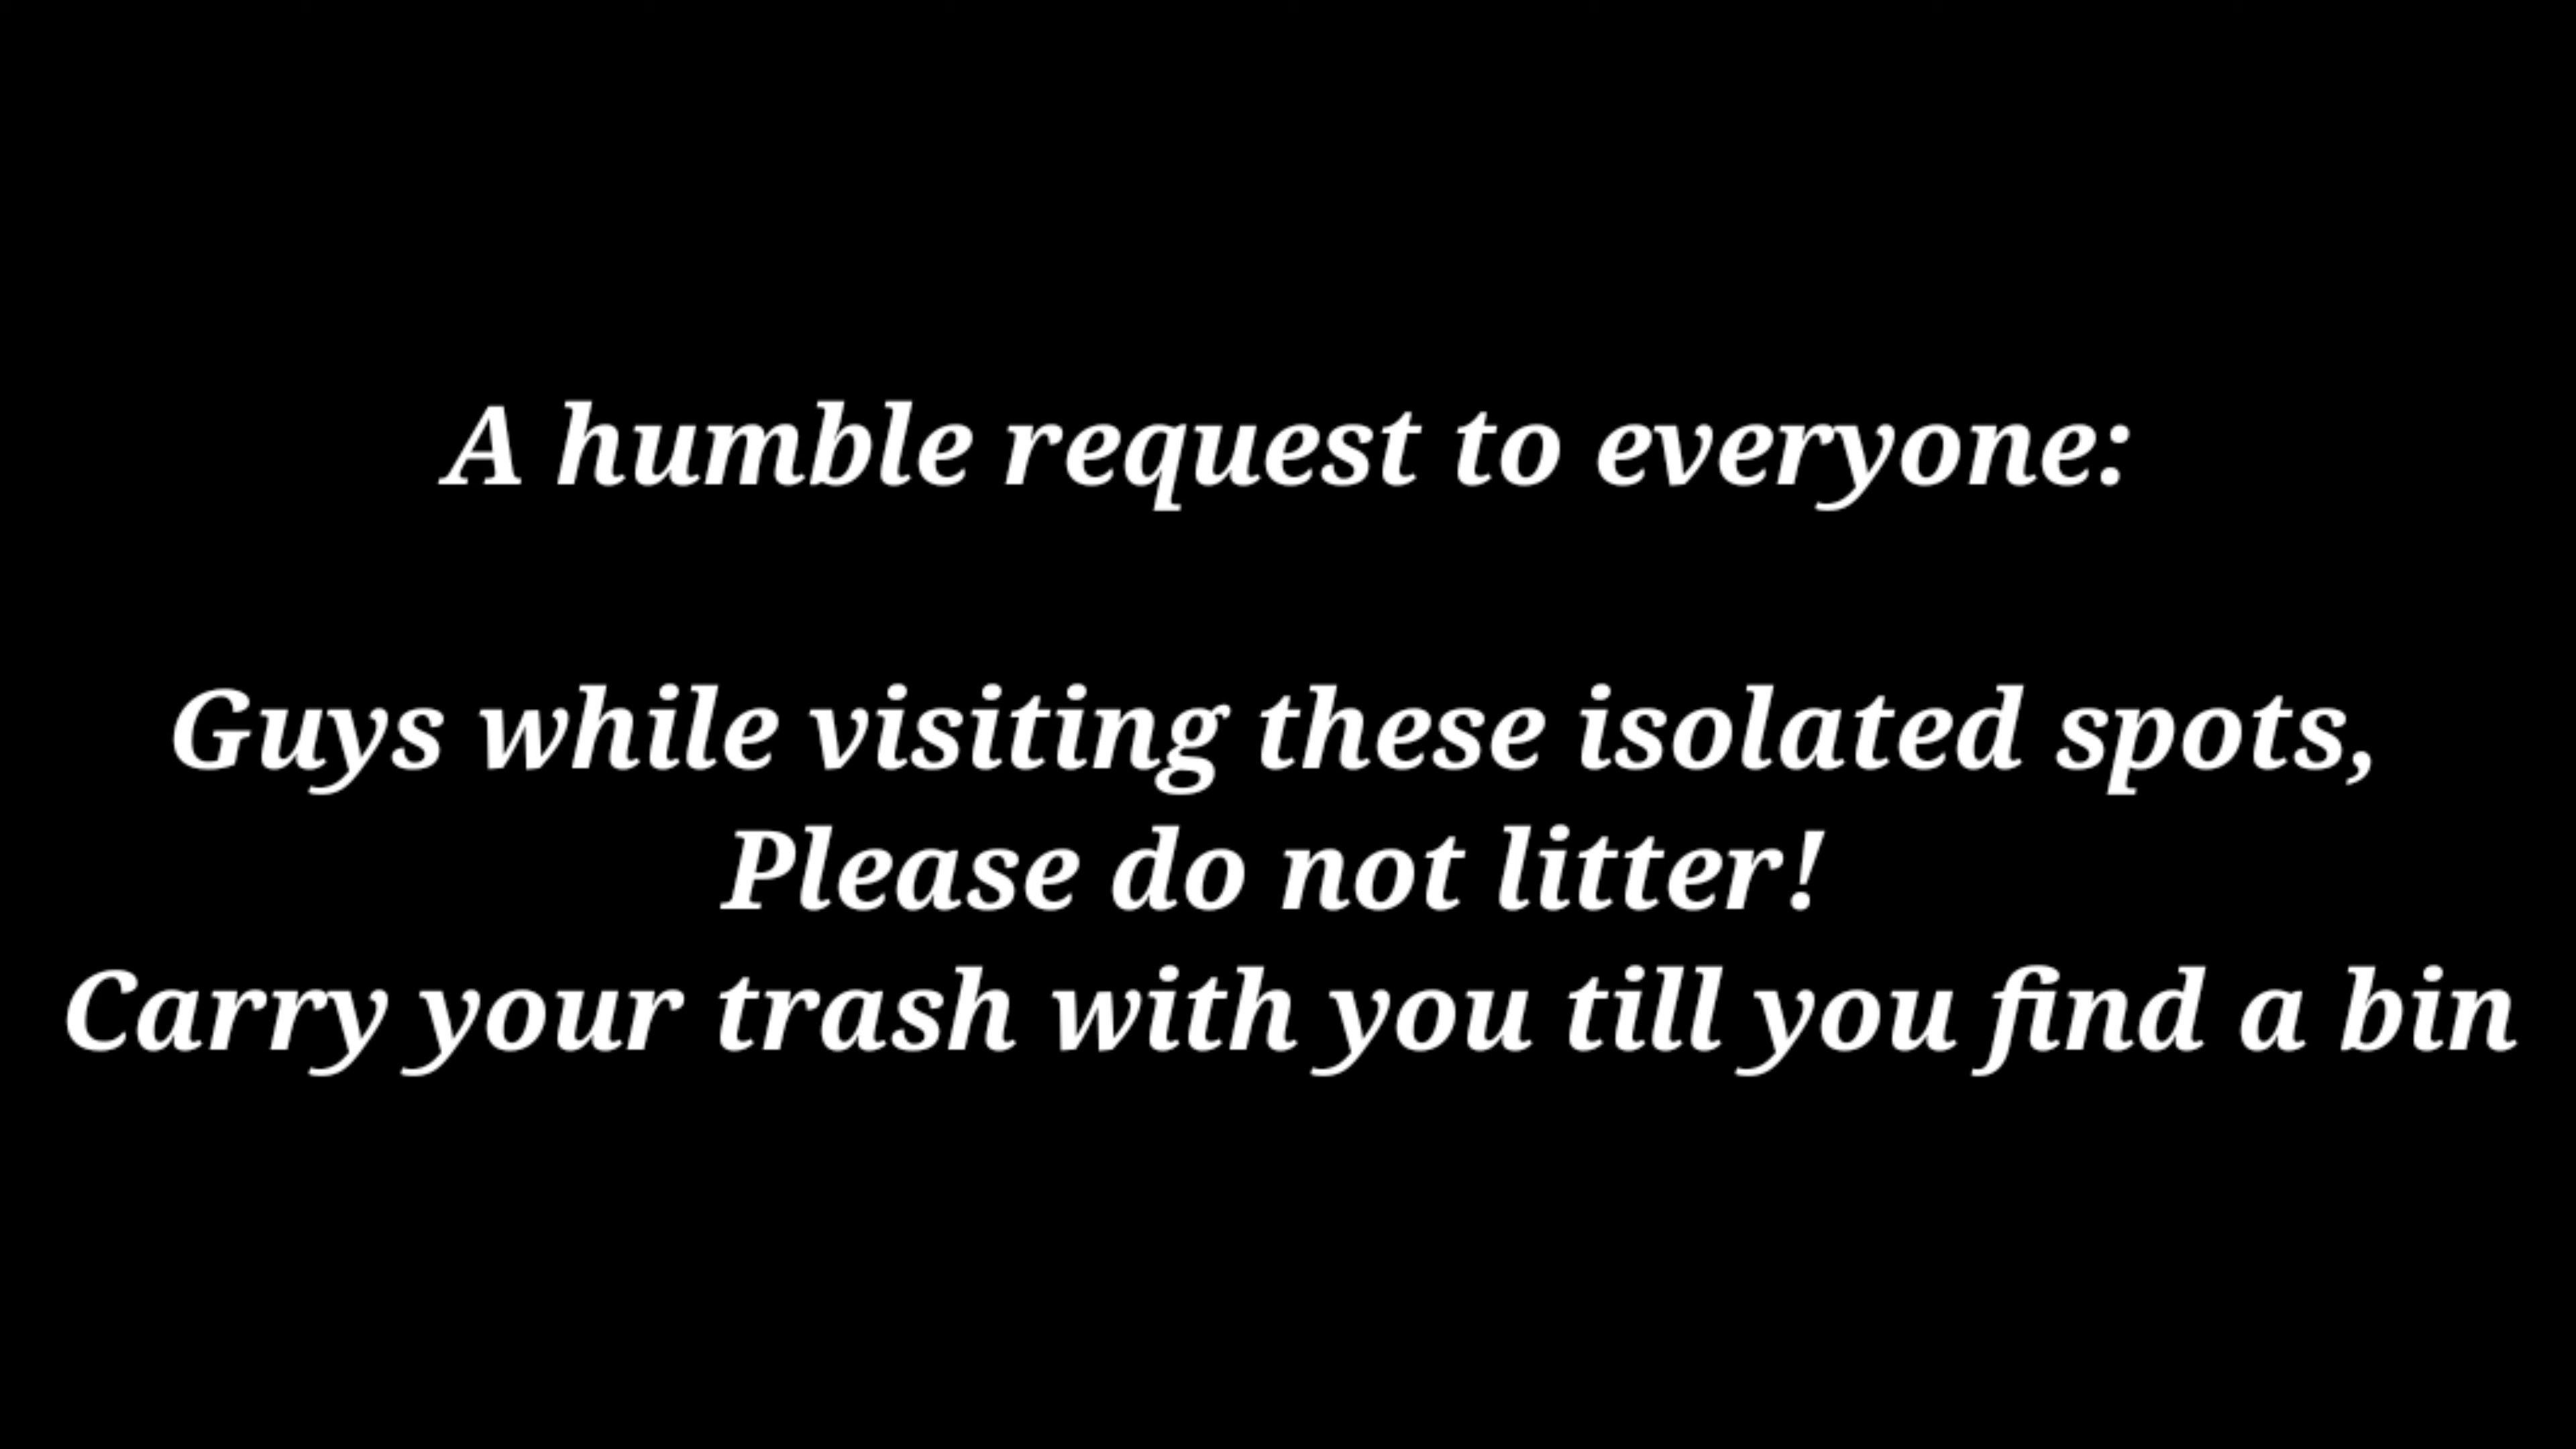 A humble request to everyone:
Guys while visiting these isolated spots,
Please do not litter!
Carry your trash with you till you find a bin